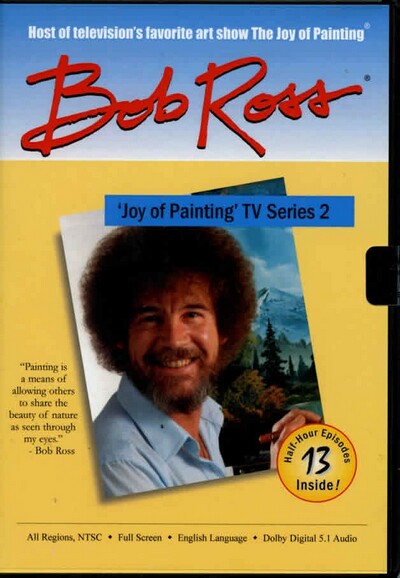 Host of television's favorite art show The Joy of Painting®
Bob Ross®
'Joy of Painting' TV Series 2
"Painting is
a means of
allowing others
to share the
beauty of nature
as seen through
my eyes."
- Bob Ross
Half-Hour Episodes
13
Inside!
All Regions, NTSC • Full Screen • English Language • Dolby Digital 5.1 Audio